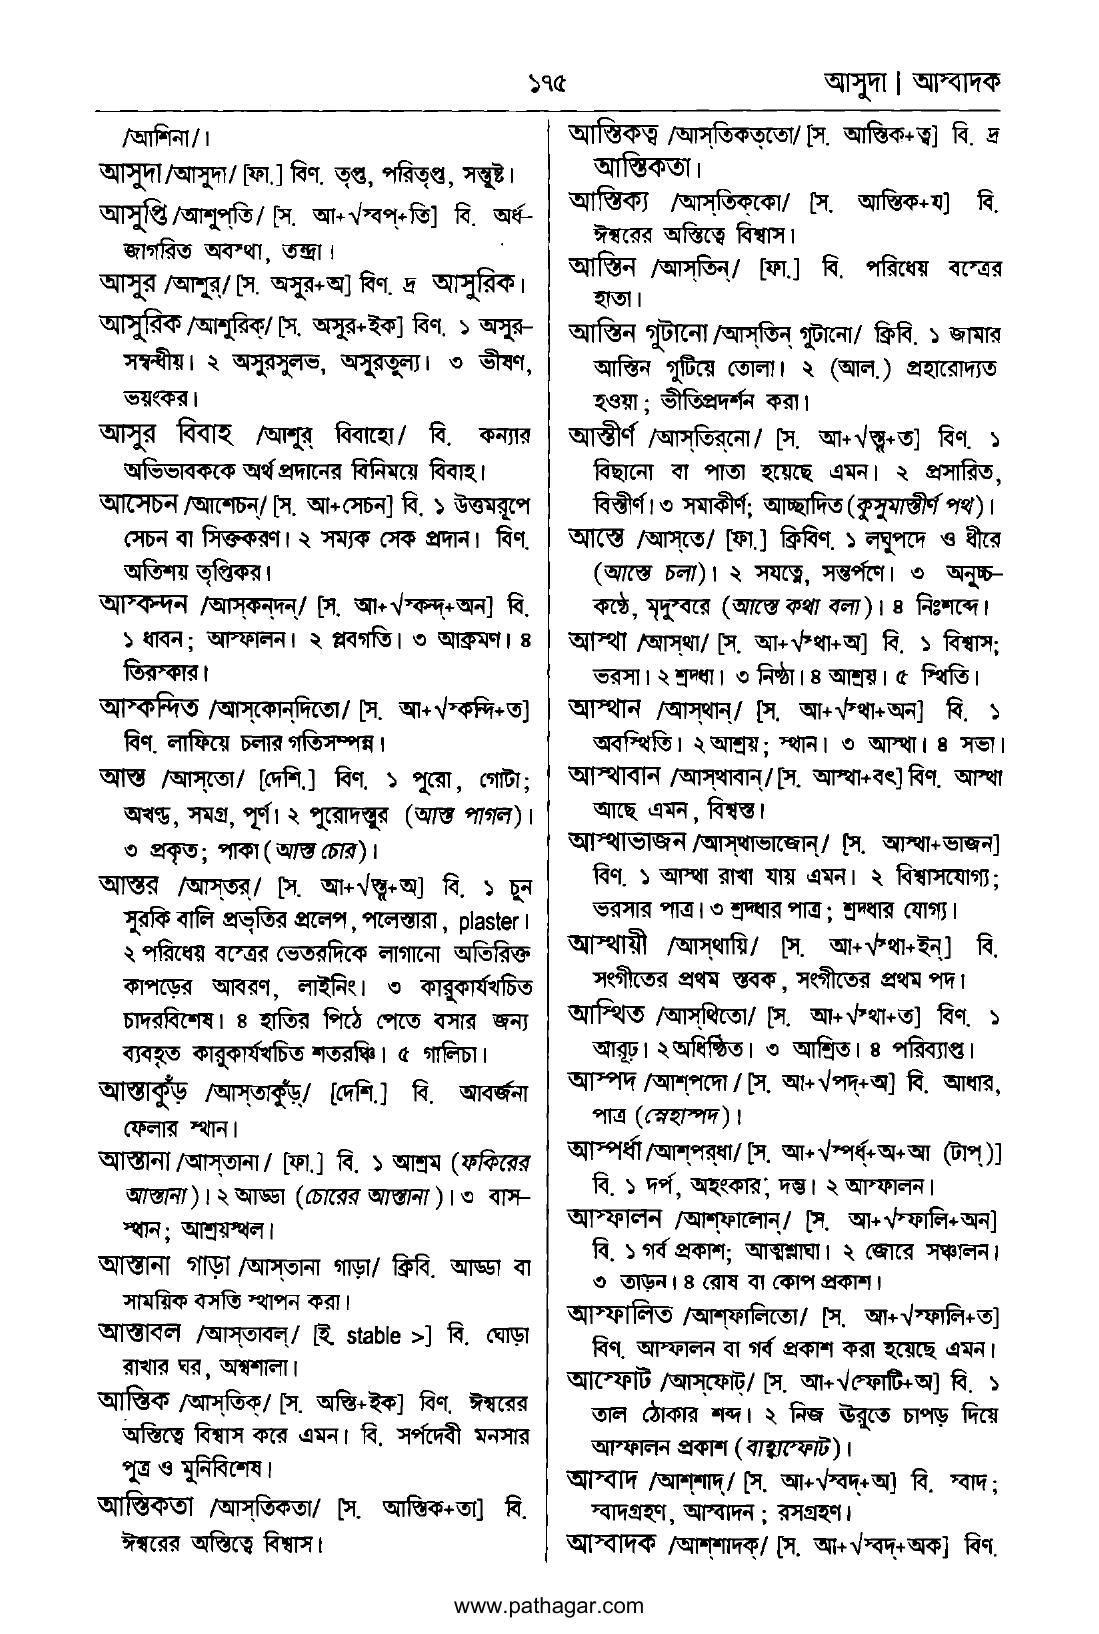 ১৭৫
আসুদা | আস্বাদক
/আশিনা/।
আসুদা /আসুদা/ [ফা.] বিণ. তৃপ্ত, পরিতৃপ্ত, সন্তুষ্ট।
আসুপ্তি /আশুপ্‌তি/ [স. আ+√স্বপ্‌+তি] বি. অর্ধ-
জাগরিত অবস্থা, তন্দ্রা।
আসুর /আশুর্‌/ [স. অসুর+অ] বিণ. দ্র আসুরিক।
আসুরিক /আশুরিক্‌/ [স. অসুর+ইক] বিণ. ১ অসুর-
সম্বন্ধীয়। ২ অসুরসুলভ, অসুরতুল্য। ৩ ভীষণ,
ভয়ংকর।
আসুর বিবাহ /আশুর্‌ বিবাহো/ বি. কন্যার
অভিভাবককে অর্থ প্রদানের বিনিময়ে বিবাহ।
আসেচন /আশেচন্‌/ [স. আ+সেচন] বি. ১ উত্তমরূপে
সেচন বা সিক্তকরণ। ২ সম্যক সেক প্রদান। বিণ.
অতিশয় তৃপ্তিকর।
আস্কন্দন /আস্‌কন্‌দন্‌/ [স. আ+√স্কন্দ্‌+অন] বি.
১ ধাবন; আস্ফালন। ২ প্লবগতি। ৩ আক্রমণ। ৪
তিরস্কার।
আস্কন্দিত /আস্‌কোন্‌দিতো/ [স. আ+√স্কন্দি+ত]
বিণ. লাফিয়ে চলার গতিসম্পন্ন।
আস্ত /আস্‌তো/ [দেশি.] বিণ. ১ পুরো, গোটা;
অখণ্ড, সমগ্র, পূর্ণ। ২ পুরোদস্তুর (আস্ত পাগল)।
৩ প্রকৃত; পাকা (আস্ত চোর)।
আস্তর /আস্‌তর্‌/ [স. আ+√স্তৃ+অ] বি. ১ চুন
সুরকি বালি প্রভৃতির প্রলেপ, পলেস্তারা, plaster।
২ পরিধেয় বস্ত্রের ভেতরদিকে লাগানো অতিরিক্ত
কাপড়ের আবরণ, লাইনিং। ৩ কারুকার্যখচিত
চাদরবিশেষ। ৪ হাতির পিঠে পেতে বসার জন্য
ব্যবহৃত কারুকার্যখচিত শতরঞ্চি। ৫ গালিচা।
আস্তাকুঁড় /আস্‌তাকুঁড়্‌/ [দেশি.] বি. আবর্জনা
ফেলার স্থান।
আস্তানা /আস্‌তানা/ [ফা.] বি. ১ আশ্রম (ফকিরের
আস্তানা)। ২ আড্ডা (চোরের আস্তানা)। ৩ বাস-
স্থান; আশ্রয়স্থল।
আস্তানা গাড়া /আস্‌তানা গাড়া/ ক্রিবি. আড্ডা বা
সাময়িক বসতি স্থাপন করা।
আস্তাবল /আস্‌তাবল্‌/ [ই. stable >] বি. ঘোড়া
রাখার ঘর, অশ্বশালা।
আস্তিক /আস্‌তিক্‌/ [স. অস্তি+ইক] বিণ. ঈশ্বরের
অস্তিত্বে বিশ্বাস করে এমন। বি. সর্পদেবী মনসার
পুত্র ও মুনিবিশেষ।
আস্তিকতা /আস্‌তিকতা/ [স. আস্তিক+তা] বি.
ঈশ্বরের অস্তিত্বে বিশ্বাস।
আস্তিকত্ব /আস্‌তিকত্‌তো/ [স. আস্তিক+ত্ব] বি. দ্র
আস্তিকতা।
আস্তিক্য /আস্‌তিক্‌কো/ [স. আস্তিক+য] বি.
ঈশ্বরের অস্তিত্বে বিশ্বাস।
আস্তিন /আস্‌তিন্‌/ [ফা.] বি. পরিধেয় বস্ত্রের
হাতা।
আস্তিন গুটানো /আস্‌তিন্‌ গুটানো/ ক্রিবি. ১ জামার
আস্তিন গুটিয়ে তোলা। ২ (আল.) প্রহারোদ্যত
হওয়া; ভীতিপ্রদর্শন করা।
আস্তীর্ণ /আস্‌তির্‌নো/ [স. আ+√স্তৃ+ত] বিণ. ১
বিছানো বা পাতা হয়েছে এমন। ২ প্রসারিত,
বিস্তীর্ণ। ৩ সমাকীর্ণ; আচ্ছাদিত (কুসুমাস্তীর্ণ পথ)।
আস্তে /আস্‌তে/ [ফা.] ক্রিবিণ. ১ লঘুপদে ও ধীরে
(আস্তে চলা)। ২ সযত্নে, সন্তর্পণে। ৩ অনুচ্চ-
কণ্ঠে, মৃদুস্বরে (আস্তে কথা বলা)। ৪ নিঃশব্দে।
আস্থা /আস্‌থা/ [স. আ+√স্থা+অ] বি. ১ বিশ্বাস;
ভরসা। ২ শ্রদ্ধা। ৩ নিষ্ঠা। ৪ আশ্রয়। ৫ স্থিতি।
আস্থান /আস্‌থান্‌/ [স. আ+√স্থা+অন] বি. ১
অবস্থিতি। ২ আশ্রয়; স্থান। ৩ আস্থা। ৪ সভা।
আস্থাবান /আস্‌থাবান্‌/ [স. আস্থা+বৎ] বিণ. আস্থা
আছে এমন, বিশ্বস্ত।
আস্থাভাজন /আস্‌থাভাজোন্‌/ [স. আস্থা+ভাজন]
বিণ. ১ আস্থা রাখা যায় এমন। ২ বিশ্বাসযোগ্য;
ভরসার পাত্র। ৩ শ্রদ্ধার পাত্র; শ্রদ্ধার যোগ্য।
আস্থায়ী /আস্‌থায়ি/ [স. আ+√স্থা+ইন্‌] বি.
সংগীতের প্রথম স্তবক, সংগীতের প্রথম পদ।
আস্থিত /আস্‌থিতো/ [স. আ+√স্থা+ত] বিণ. ১
আরূঢ়। ২ অধিষ্ঠিত। ৩ আশ্রিত। ৪ পরিব্যাপ্ত।
আস্পদ /আশ্‌পদো/ [স. আ+√পদ্‌+অ] বি. আধার,
পাত্র (স্নেহাস্পদ)।
আস্পর্ধা /আশ্‌পর্‌ধা/ [স. আ+√স্পর্ধ্‌+অ+আ (টাপ্‌)]
বি. ১ দর্প, অহংকার; দম্ভ। ২ আস্ফালন।
আস্ফালন /আশ্‌ফালোন্‌/ [স. আ+√স্ফালি+অন]
বি. ১ গর্ব প্রকাশ; আত্মশ্লাঘা। ২ জোরে সঞ্চালন।
৩ তাড়ন। ৪ রোষ বা কোপ প্রকাশ।
আস্ফালিত /আশ্‌ফালিতো/ [স. আ+√স্ফালি+ত]
বিণ. আস্ফালন বা গর্ব প্রকাশ করা হয়েছে এমন।
আস্ফোট /আস্‌ফোট্‌/ [স. আ+√স্ফোটি+অ] বি. ১
তাল ঠোকার শব্দ। ২ নিজ ঊরুতে চাপড় দিয়ে
আস্ফালন প্রকাশ (বাহ্বাস্ফোট)।
আস্বাদ /আশ্‌শাদ্‌/ [স. আ+√স্বদ্‌+অ] বি. স্বাদ;
স্বাদগ্রহণ, আস্বাদন; রসগ্রহণ।
আস্বাদক /আশ্‌শাদক্‌/ [স. আ+√স্বদ্‌+অক] বিণ.
www.pathagar.com